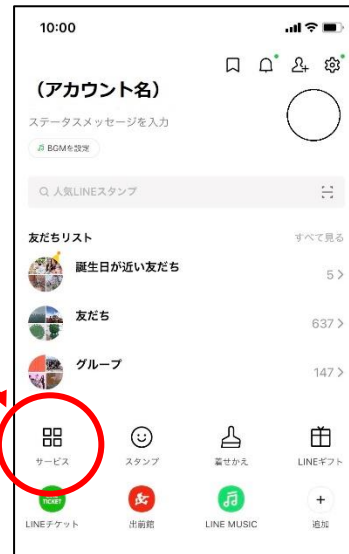 10:00
(アカウント名)
ステータスメッセージを入力
♬ BGMを設定
人気LINEスタンプ
友だちリスト すべて見る
誕生日が近い友だち 5 >
友だち 637 >
グループ 147 >
サービス スタンプ 着せかえ LINEギフト
TICKET
LINEチケット 出前館 LINE MUSIC 追加